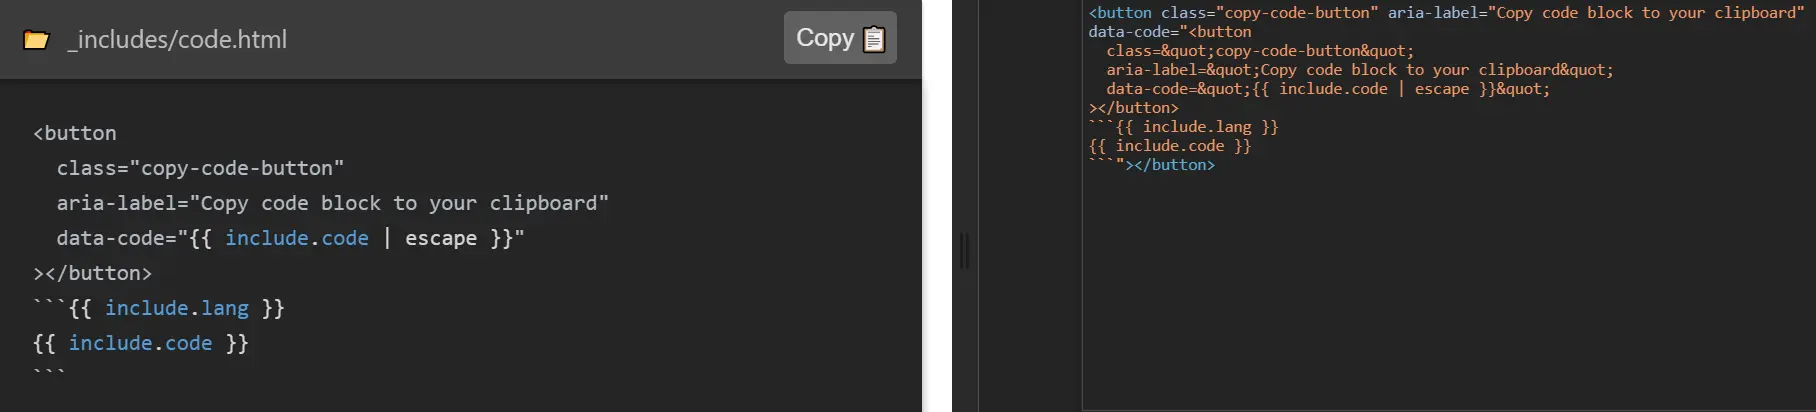 _includes/code.html
Copy
<button
  class="copy-code-button"
  aria-label="Copy code block to your clipboard"
  data-code="{{ include.code | escape }}"
></button>
```{{ include.lang }}
{{ include.code }}
```
<button class="copy-code-button" aria-label="Copy code block to your clipboard"
data-code="<button
  class=&quot;copy-code-button&quot;
  aria-label=&quot;Copy code block to your clipboard&quot;
  data-code=&quot;{{ include.code | escape }}&quot;
></button>
```{{ include.lang }}
{{ include.code }}
```"></button>